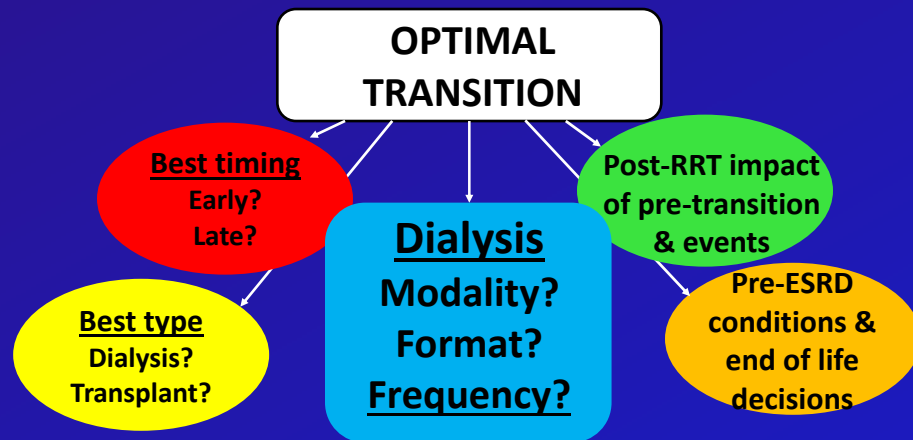 OPTIMAL
TRANSITION
Best timing
Early?
Late?
Post-RRT impact
of pre-transition
& events
Dialysis
Modality?
Format?
Frequency?
Best type
Dialysis?
Transplant?
Pre-ESRD
conditions &
end of life
decisions